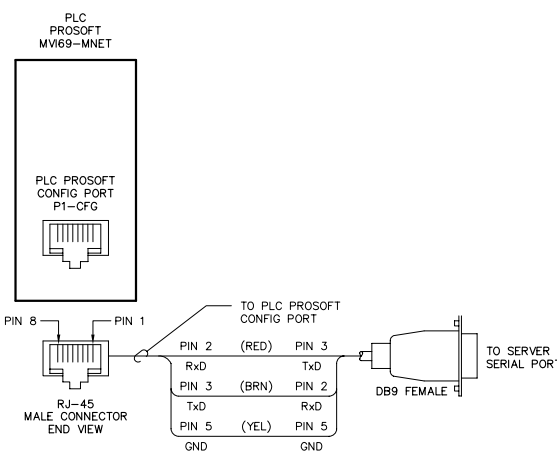 PLC
PROSOFT
MVI69-MNET
PLC PROSOFT
CONFIG PORT
P1-CFG
PIN 8
PIN 1
TO PLC PROSOFT
CONFIG PORT
PIN 2 (RED) PIN 3
RxD TxD
PIN 3 (BRN) PIN 2
TxD RxD
PIN 5 (YEL) PIN 5
GND GND
RJ-45
MALE CONNECTOR
END VIEW
DB9 FEMALE
TO SERVER
SERIAL PORT